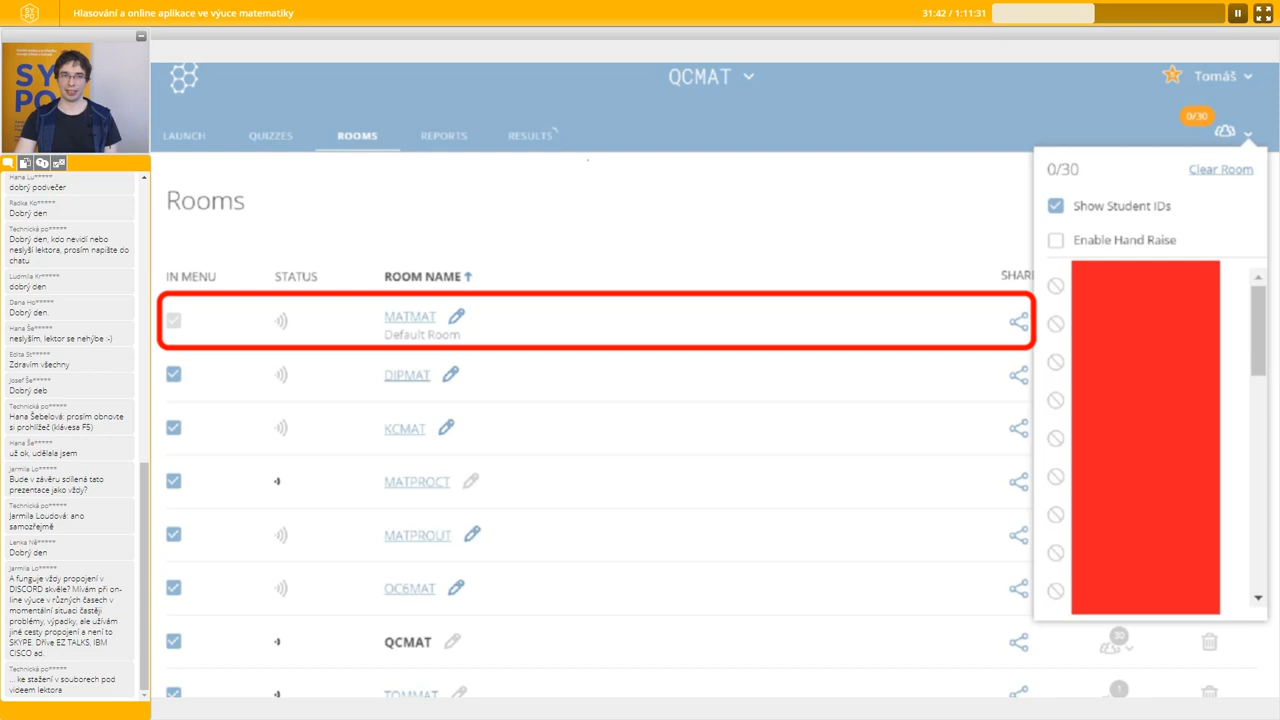 SY
PO
Hlasování a online aplikace ve výuce matematiky
31:42 / 1:11:31
SY
PO
Hana Lu*****
dobrý podvečer
Radka Ko*****
Dobrý den
Technická po*****
Dobrý den, kdo nevidí nebo
neslyší lektora, prosím napište do
chatu
Ludmila Kr*****
dobrý den
Dana Ho*****
Dobrý den.
Hana Še*****
neslyším, lektor se nehýbe :-)
Edita St*****
Zdravím všechny
Josef Še*****
Dobrý deb
Technická po*****
Hana Šebelová: prosím obnovte
si prohlížeč (klávesa F5)
Hana Še*****
už ok, udělala jsem
Jarmila Lo*****
Bude v závěru sdílená tato
prezentace jako vždy?
Technická po*****
Jarmila Loudová: ano
samozřejmě
Lenka Ně*****
Dobrý den
Jarmila Lo*****
A funguje vždy propojení v
DISCORD skvěle? Mívám při on-
line výuce v různých časech v
momentální situaci častěji
problémy, výpadky, ale užívám
jiné cesty propojení a není to
SKYPE. Dříve EZ TALKS, IBM
CISCO ad.
Technická po*****
... ke stažení v souborech pod
videem lektora
QCMAT
Tomáš
LAUNCH QUIZZES ROOMS REPORTS RESULTS
0/30
0/30 Clear Room
Show Student IDs
Enable Hand Raise
Rooms
IN MENU STATUS ROOM NAME SHAR
MATMAT
Default Room
DIPMAT
KCMAT
MATPROCT
MATPROUT
OC6MAT
QCMAT
30
TOMMAT
1